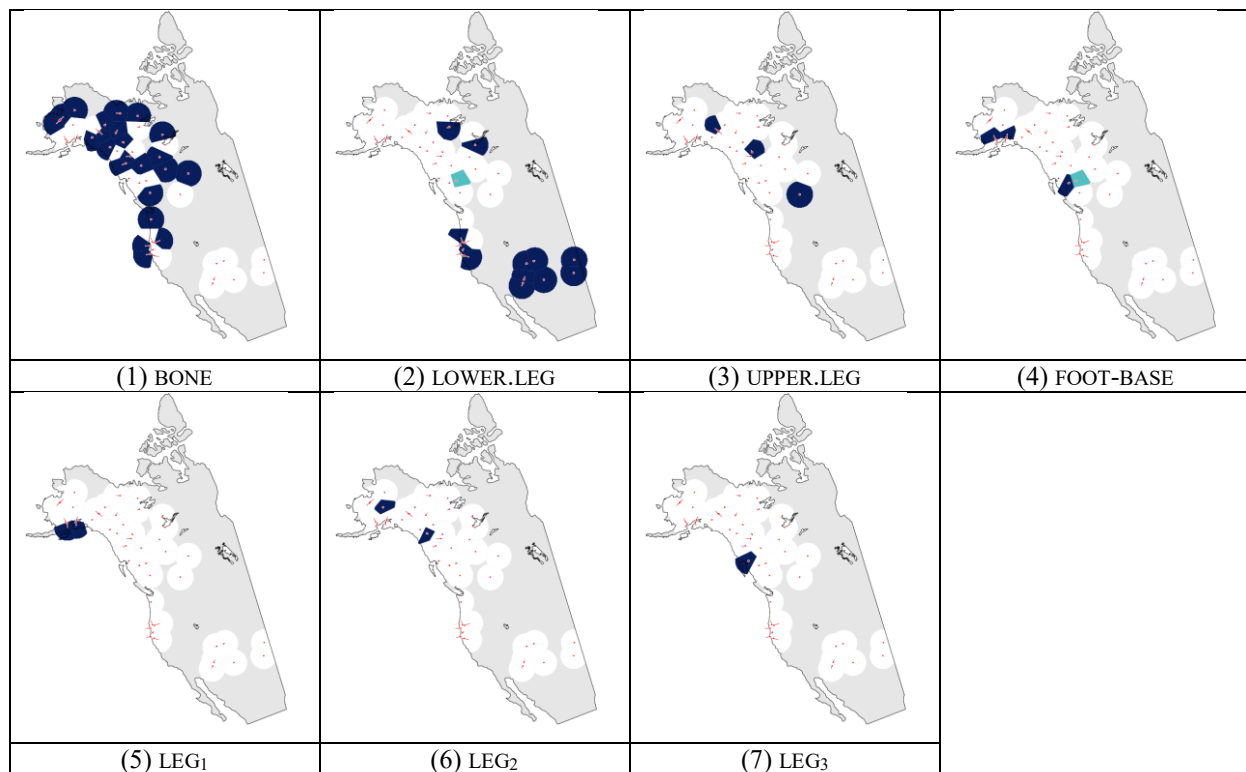 (1) BONE (2) LOWER.LEG (3) UPPER.LEG (4) FOOT-BASE
(5) LEG₁ (6) LEG₂ (7) LEG₃